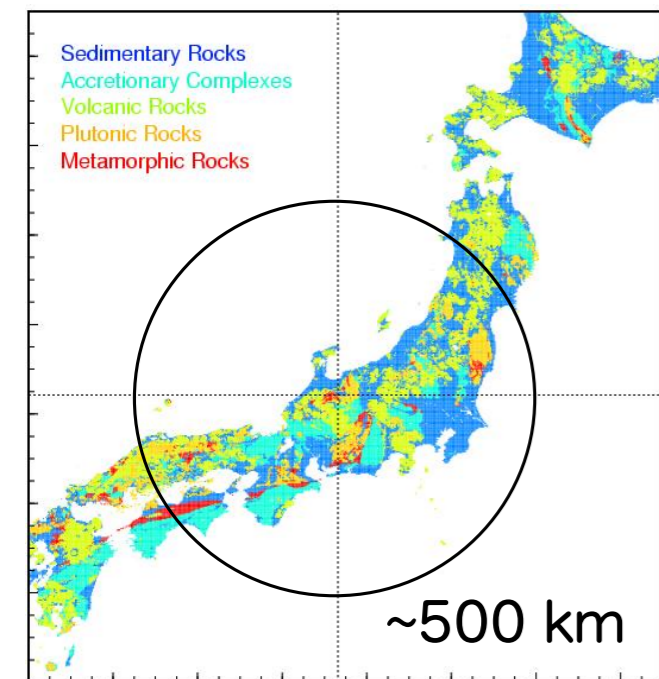 Sedimentary Rocks
Accretionary Complexes
Volcanic Rocks
Plutonic Rocks
Metamorphic Rocks
~500 km